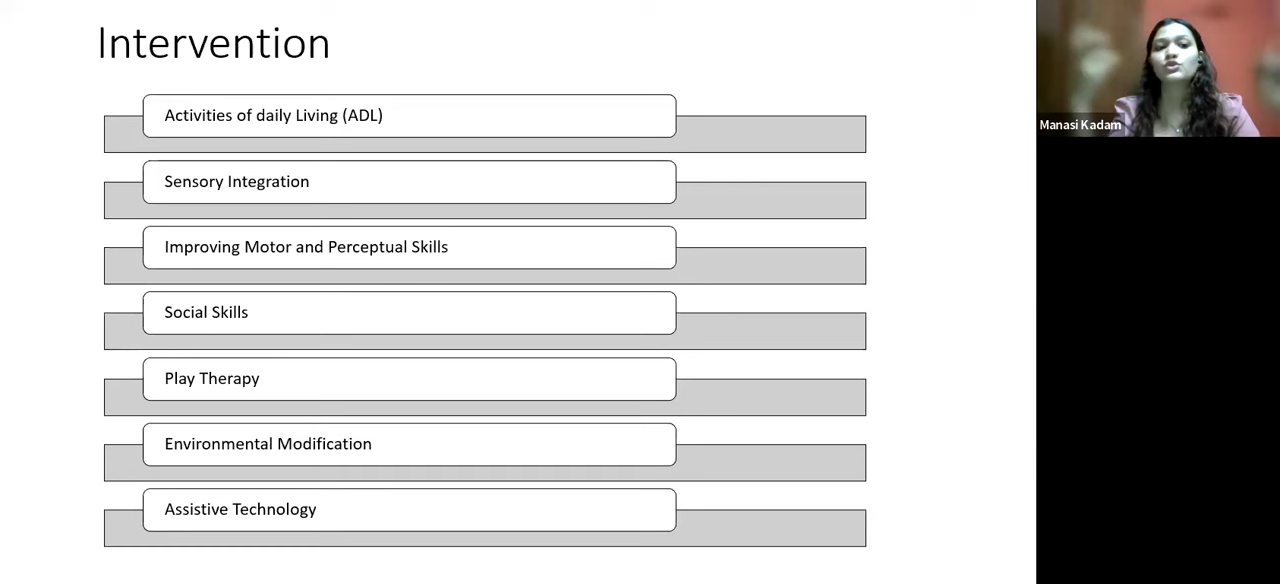 Intervention
Activities of daily Living (ADL)
Sensory Integration
Improving Motor and Perceptual Skills
Social Skills
Play Therapy
Environmental Modification
Assistive Technology
Manasi Kadam